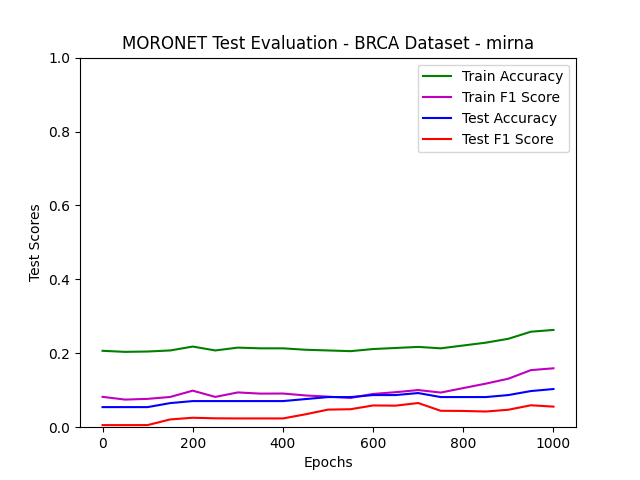 MORONET Test Evaluation - BRCA Dataset - mirna
1.0
0.8
0.6
0.4
0.2
0.0
Test Scores
Train Accuracy
Train F1 Score
Test Accuracy
Test F1 Score
0 200 400 600 800 1000
Epochs